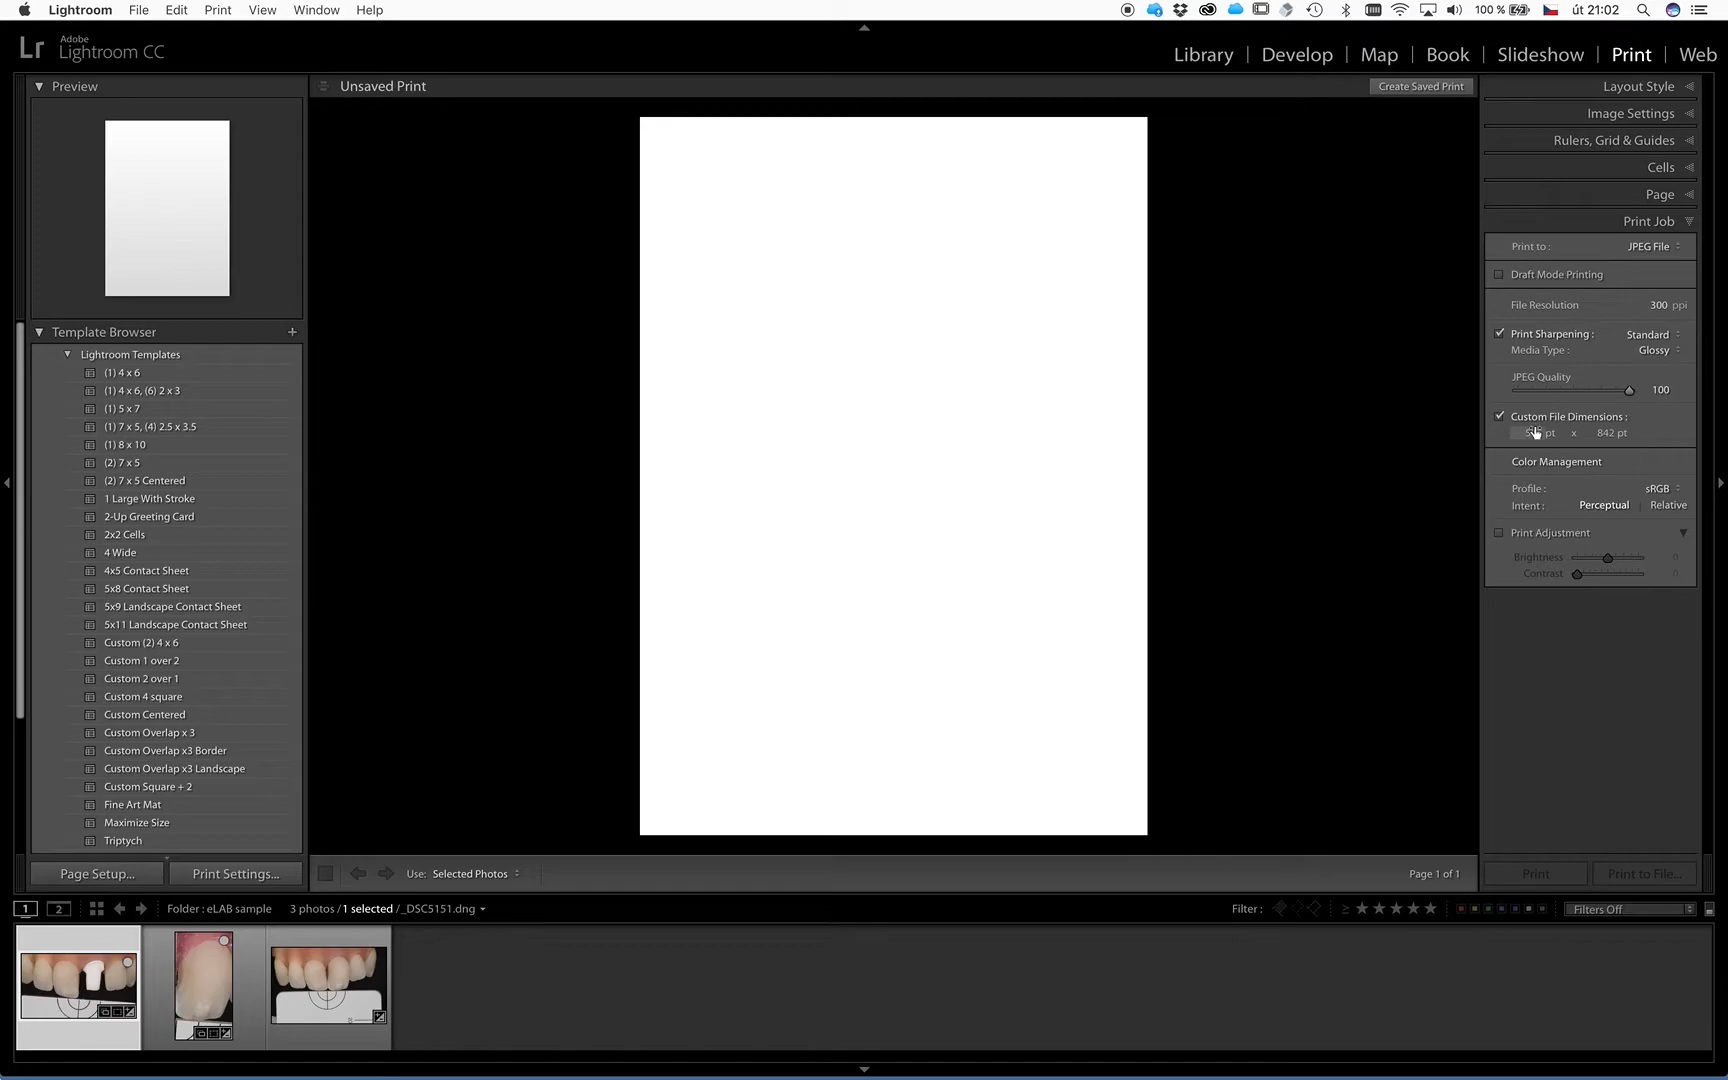 Lightroom File Edit Print View Window Help 100 % út 21:02
Lr Adobe
Lightroom CC
Library | Develop | Map | Book | Slideshow | Print | Web
Preview
Unsaved Print
Create Saved Print
Template Browser +
Lightroom Templates
(1) 4 x 6
(1) 4 x 6, (6) 2 x 3
(1) 5 x 7
(1) 7 x 5, (4) 2.5 x 3.5
(1) 8 x 10
(2) 7 x 5
(2) 7 x 5 Centered
1 Large With Stroke
2-Up Greeting Card
2x2 Cells
4 Wide
4x5 Contact Sheet
5x8 Contact Sheet
5x9 Landscape Contact Sheet
5x11 Landscape Contact Sheet
Custom (2) 4 x 6
Custom 1 over 2
Custom 2 over 1
Custom 4 square
Custom Centered
Custom Overlap x 3
Custom Overlap x3 Border
Custom Overlap x3 Landscape
Custom Square + 2
Fine Art Mat
Maximize Size
Triptych
Page Setup...
Print Settings...
Layout Style
Image Settings
Rulers, Grid & Guides
Cells
Page
Print Job
Print to : JPEG File
Draft Mode Printing
File Resolution 300 ppi
Print Sharpening : Standard
Media Type : Glossy
JPEG Quality
100
Custom File Dimensions :
pt x 842 pt
Color Management
Profile : sRGB
Intent : Perceptual | Relative
Print Adjustment
Brightness 0
Contrast 0
Use: Selected Photos
Page 1 of 1
Print
Print to File...
1 2 Folder : eLAB sample 3 photos / 1 selected / _DSC5151.dng
Filter : ≥ ★★★★★ Filters Off